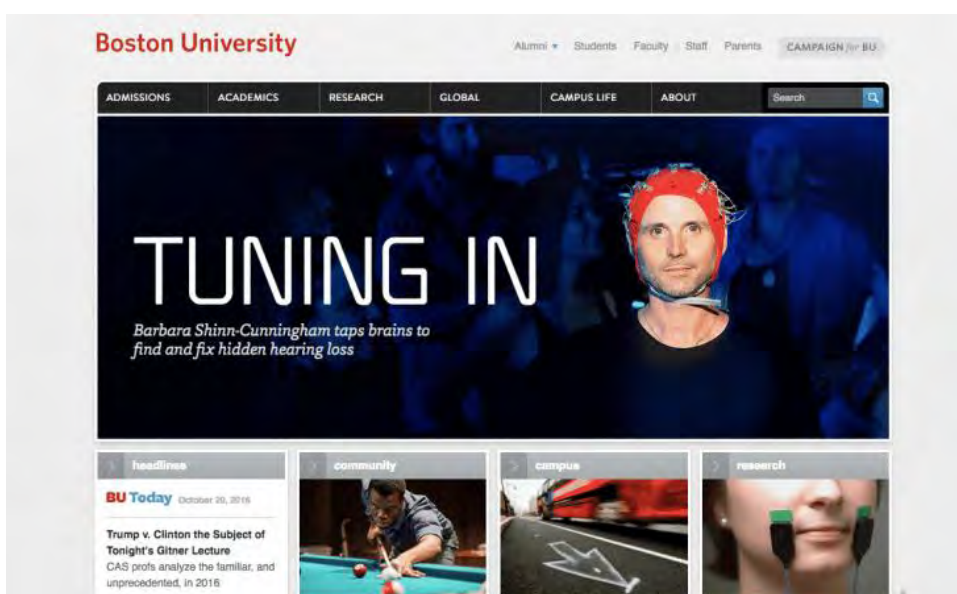 Boston University
Alumni Students Faculty Staff Parents CAMPAIGN for BU
ADMISSIONS ACADEMICS RESEARCH GLOBAL CAMPUS LIFE ABOUT Search
TUNING IN
Barbara Shinn-Cunningham taps brains to
find and fix hidden hearing loss
headlines community campus research
BU Today October 20, 2016
Trump v. Clinton the Subject of
Tonight's Gitner Lecture
CAS profs analyze the familiar, and
unprecedented, in 2016